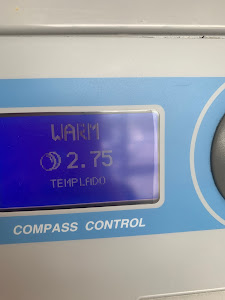 WARM
2.75
TEMPLADO
COMPASS CONTROL